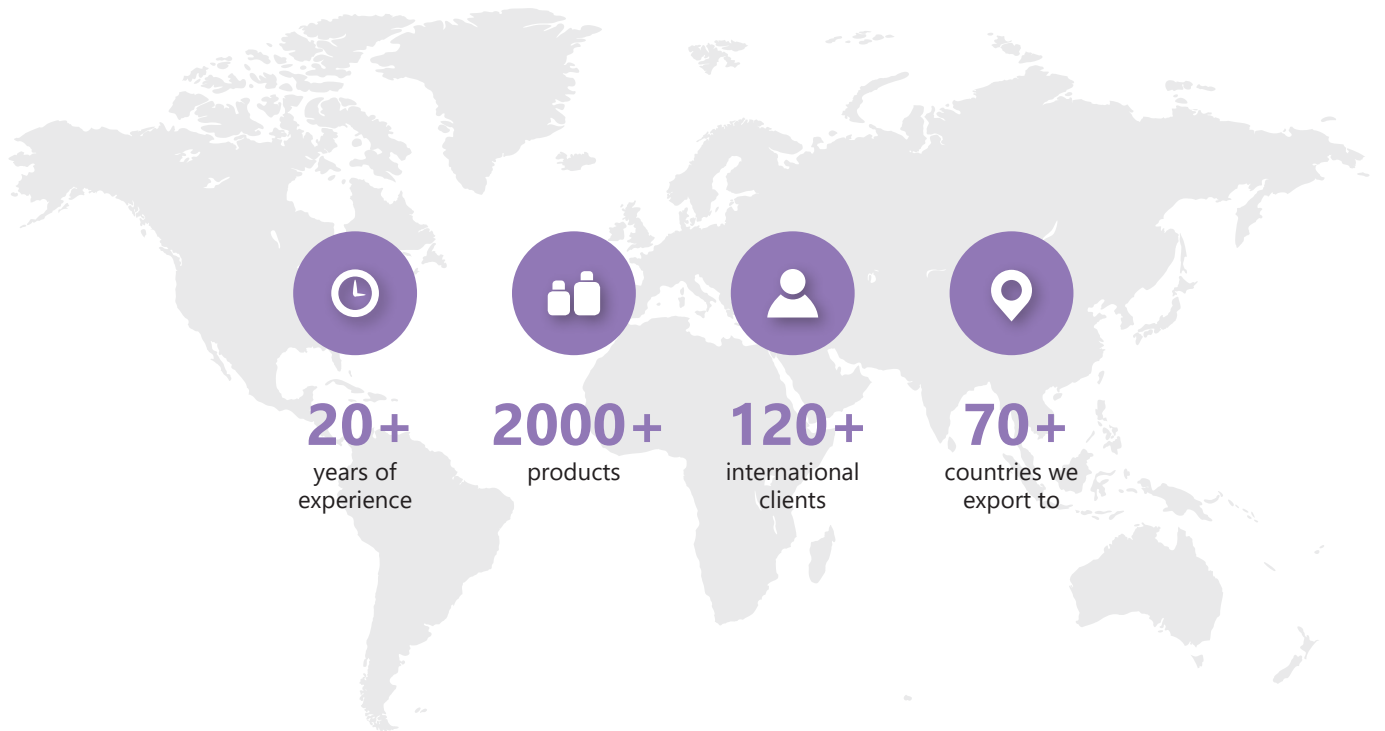 20+
years of
experience
2000+
products
120+
international
clients
70+
countries we
export to